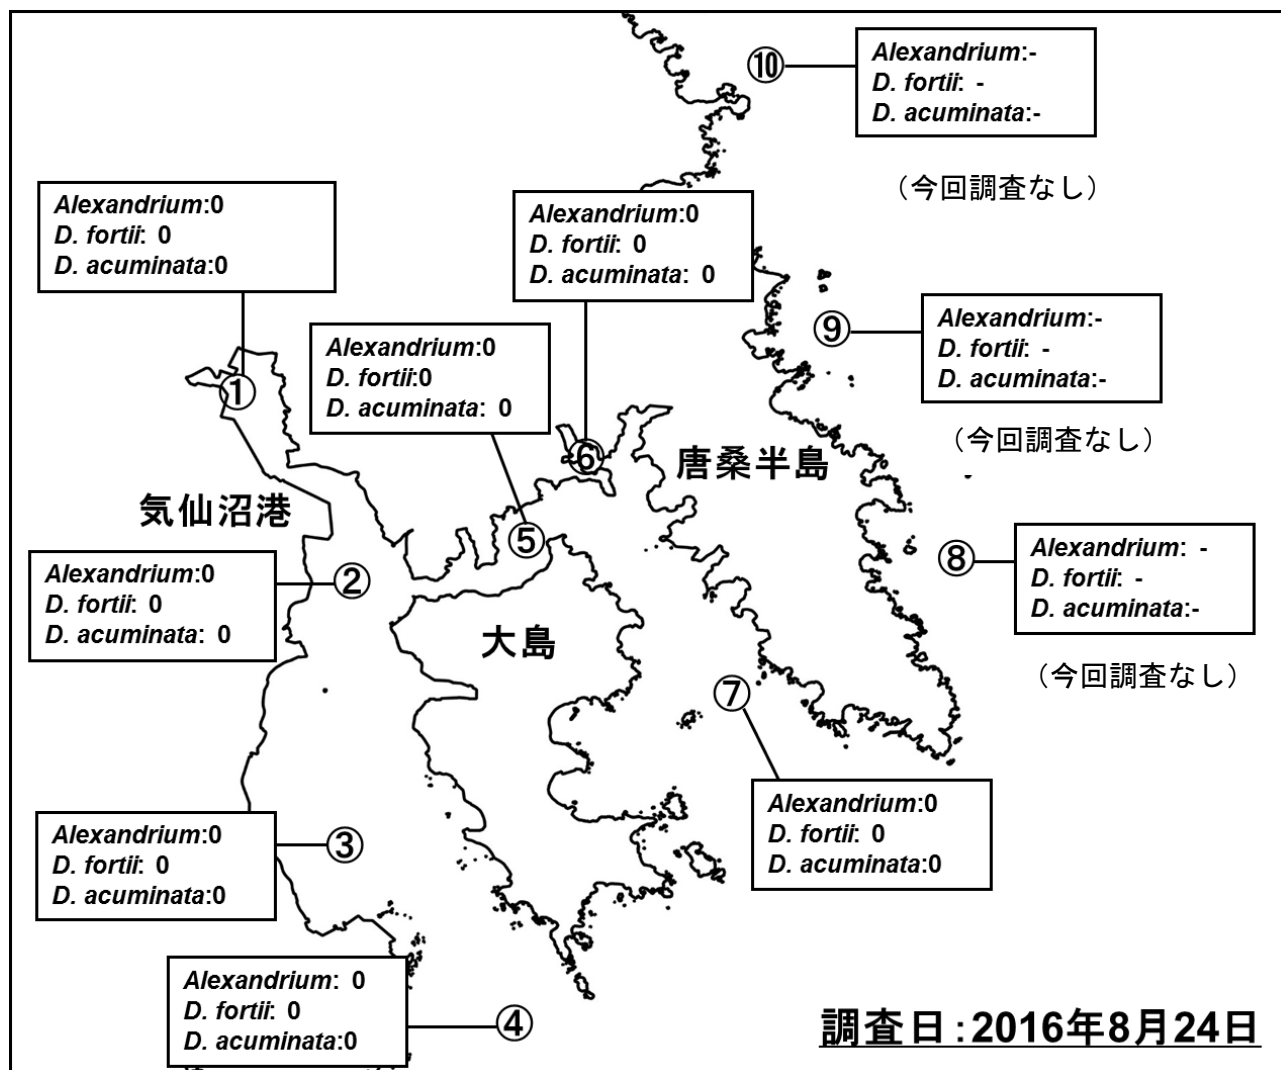 ⑩
Alexandrium:-
D. fortii: -
D. acuminata:-
（今回調査なし）
Alexandrium:0
D. fortii: 0
D. acuminata:0
①
Alexandrium:0
D. fortii: 0
D. acuminata: 0
⑥
⑨
Alexandrium:-
D. fortii: -
D. acuminata:-
（今回調査なし）
Alexandrium:0
D. fortii:0
D. acuminata: 0
⑤
唐桑半島
気仙沼港
Alexandrium:0
D. fortii: 0
D. acuminata: 0
②
⑧
Alexandrium: -
D. fortii: -
D. acuminata:-
（今回調査なし）
大島
⑦
Alexandrium:0
D. fortii: 0
D. acuminata:0
Alexandrium:0
D. fortii: 0
D. acuminata:0
③
Alexandrium: 0
D. fortii: 0
D. acuminata:0
④
調査日:2016年8月24日